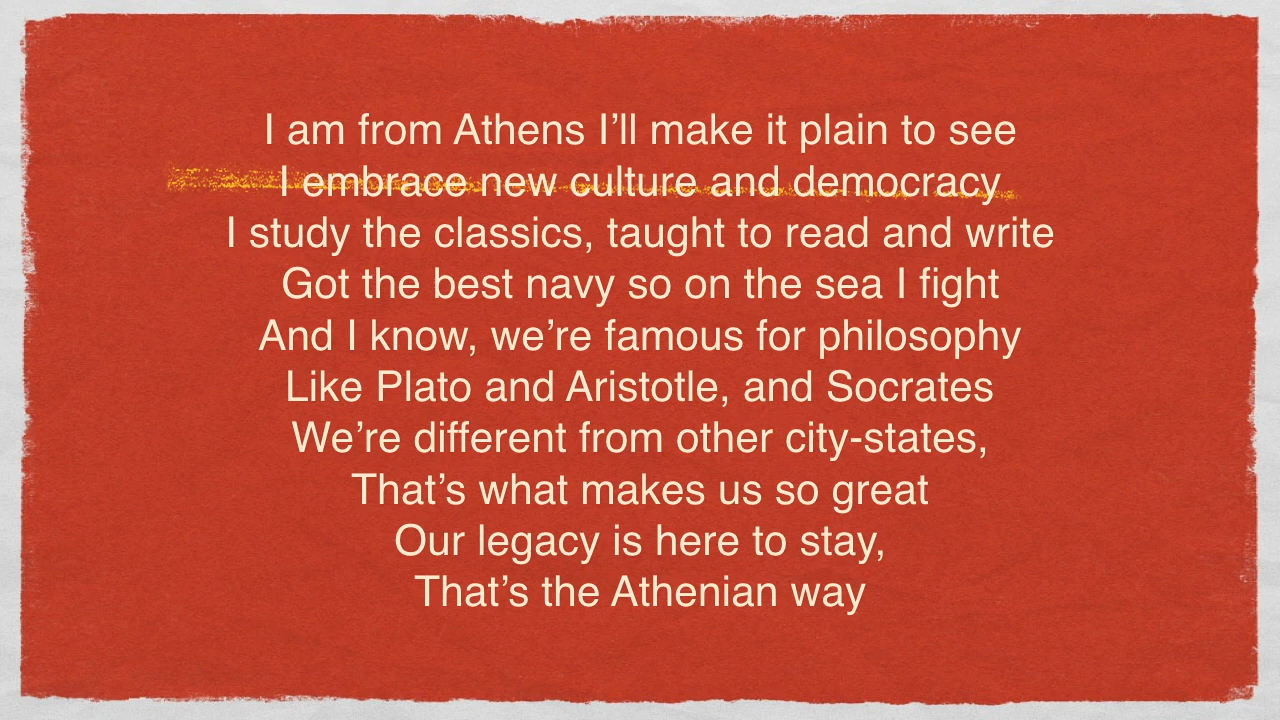 I am from Athens I’ll make it plain to see
I embrace new culture and democracy
I study the classics, taught to read and write
Got the best navy so on the sea I fight
And I know, we’re famous for philosophy
Like Plato and Aristotle, and Socrates
We’re different from other city-states,
That’s what makes us so great
Our legacy is here to stay,
That’s the Athenian way